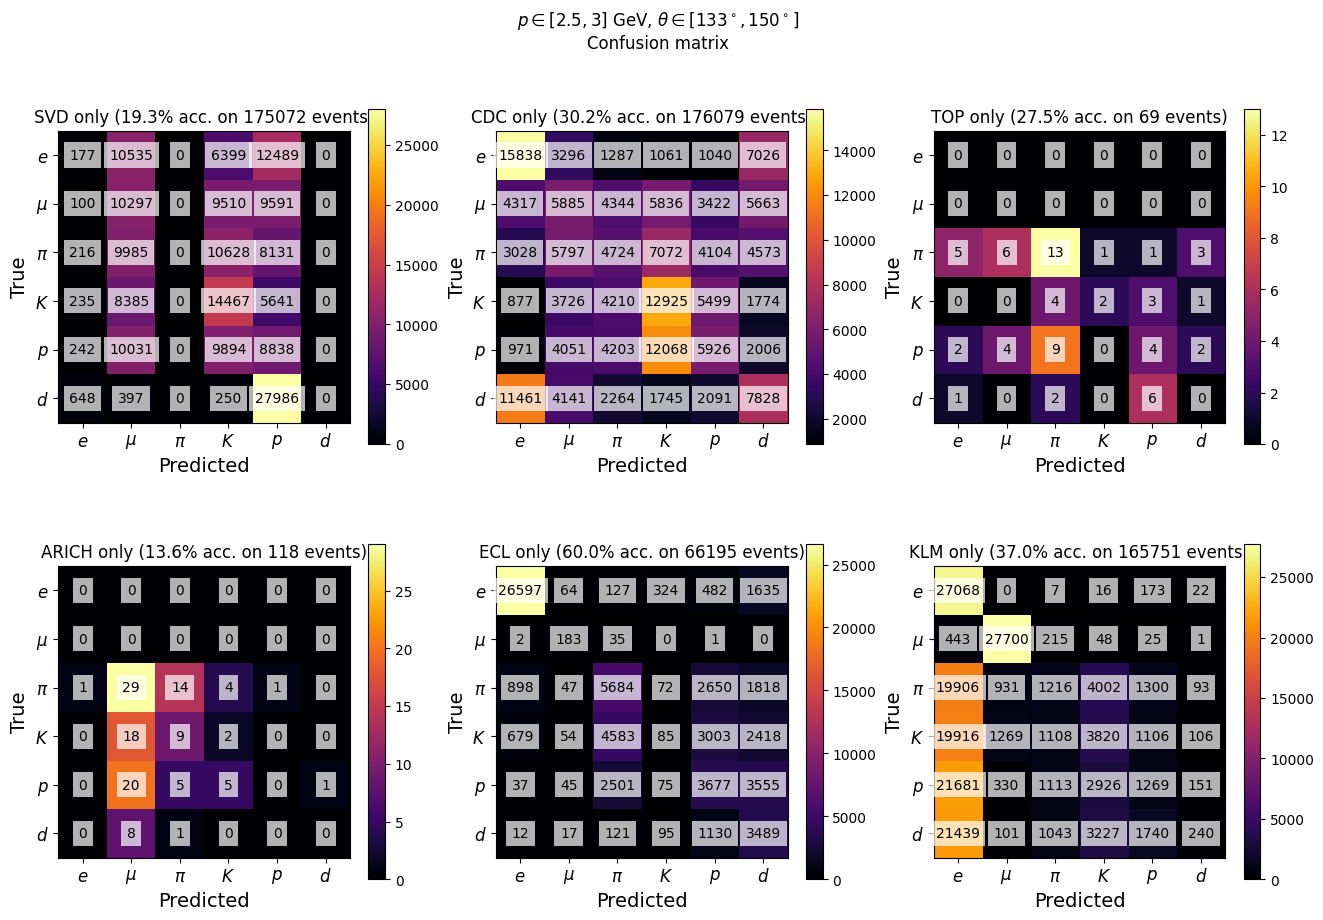 p ∈ [2.5, 3] GeV, θ ∈ [133°, 150°]
Confusion matrix
SVD only (19.3% acc. on 175072 events
True
e 177 10535 0 6399 12489 0
μ 100 10297 0 9510 9591 0
π 216 9985 0 10628 8131 0
K 235 8385 0 14467 5641 0
p 242 10031 0 9894 8838 0
d 648 397 0 250 27986 0
e μ π K p d
Predicted
25000
20000
15000
10000
5000
0
CDC only (30.2% acc. on 176079 events
True
e 15838 3296 1287 1061 1040 7026
μ 4317 5885 4344 5836 3422 5663
π 3028 5797 4724 7072 4104 4573
K 877 3726 4210 12925 5499 1774
p 971 4051 4203 12068 5926 2006
d 11461 4141 2264 1745 2091 7828
e μ π K p d
Predicted
14000
12000
10000
8000
6000
4000
2000
TOP only (27.5% acc. on 69 events)
True
e 0 0 0 0 0 0
μ 0 0 0 0 0 0
π 5 6 13 1 1 3
K 0 0 4 2 3 1
p 2 4 9 0 4 2
d 1 0 2 0 6 0
e μ π K p d
Predicted
12
10
8
6
4
2
0
ARICH only (13.6% acc. on 118 events)
True
e 0 0 0 0 0 0
μ 0 0 0 0 0 0
π 1 29 14 4 1 0
K 0 18 9 2 0 0
p 0 20 5 5 0 1
d 0 8 1 0 0 0
e μ π K p d
Predicted
25
20
15
10
5
0
ECL only (60.0% acc. on 66195 events)
True
e 26597 64 127 324 482 1635
μ 2 183 35 0 1 0
π 898 47 5684 72 2650 1818
K 679 54 4583 85 3003 2418
p 37 45 2501 75 3677 3555
d 12 17 121 95 1130 3489
e μ π K p d
Predicted
25000
20000
15000
10000
5000
0
KLM only (37.0% acc. on 165751 events
True
e 27068 0 7 16 173 22
μ 443 27700 215 48 25 1
π 19906 931 1216 4002 1300 93
K 19916 1269 1108 3820 1106 106
p 21681 330 1113 2926 1269 151
d 21439 101 1043 3227 1740 240
e μ π K p d
Predicted
25000
20000
15000
10000
5000
0